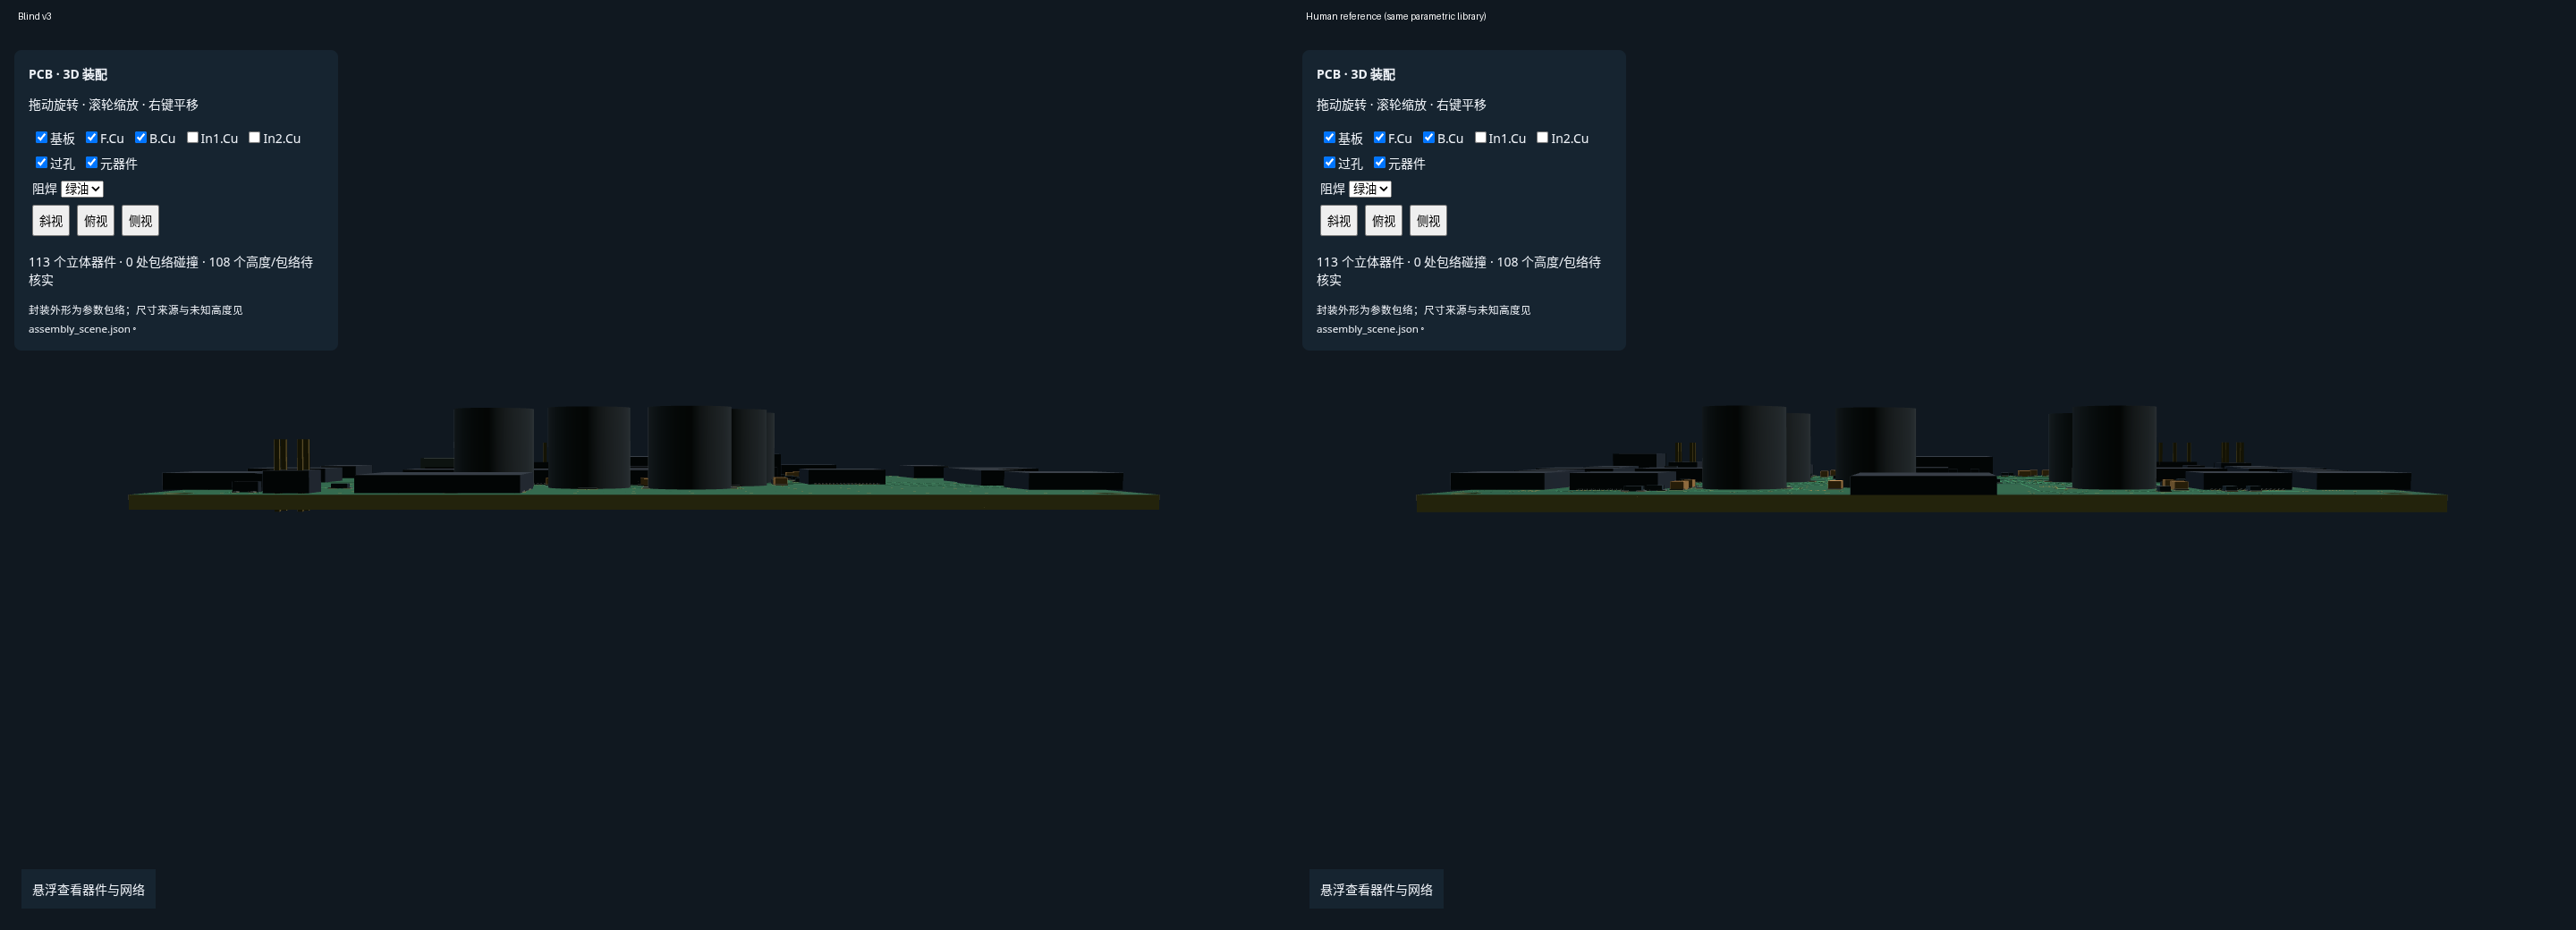 Blind v3
PCB · 3D 装配
拖动旋转 · 滚轮缩放 · 右键平移
基板 F.Cu B.Cu In1.Cu In2.Cu
过孔 元器件
阻焊 绿油
斜视 俯视 侧视
113 个立体器件 · 0 处包络碰撞 · 108 个高度/包络待
核实
封装外形为参数包络；尺寸来源与未知高度见
assembly_scene.json。
悬浮查看器件与网络
Human reference (same parametric library)
PCB · 3D 装配
拖动旋转 · 滚轮缩放 · 右键平移
基板 F.Cu B.Cu In1.Cu In2.Cu
过孔 元器件
阻焊 绿油
斜视 俯视 侧视
113 个立体器件 · 0 处包络碰撞 · 108 个高度/包络待
核实
封装外形为参数包络；尺寸来源与未知高度见
assembly_scene.json。
悬浮查看器件与网络